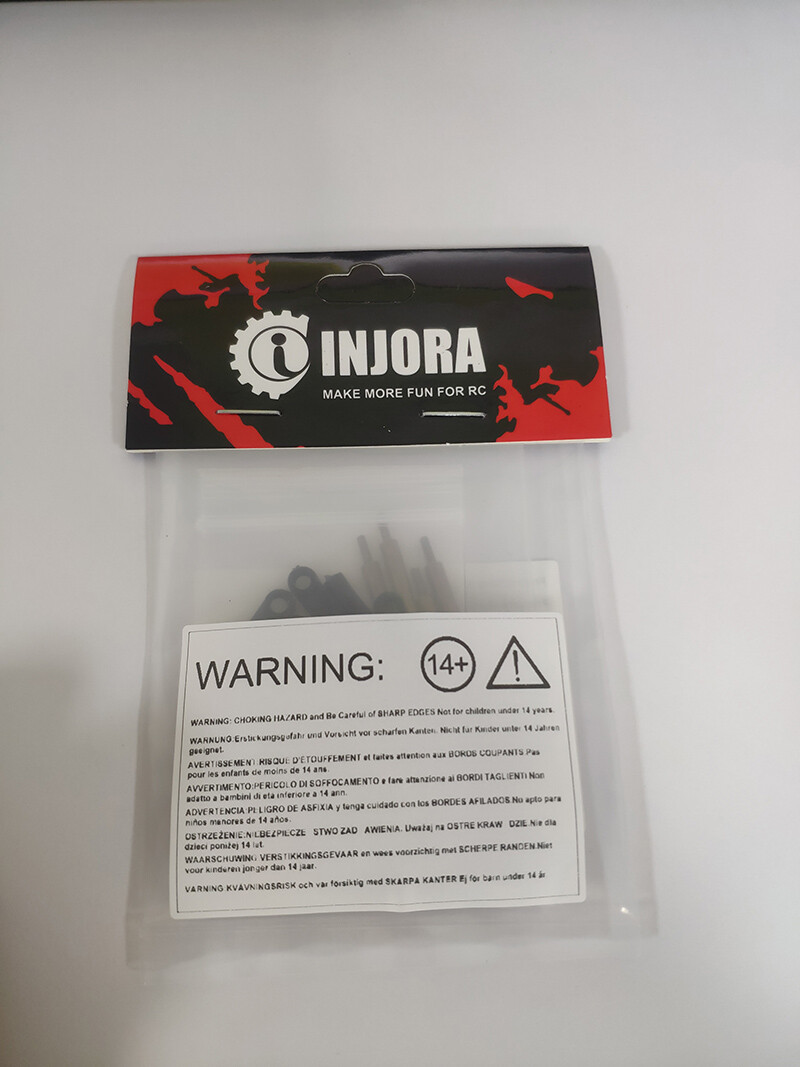 INJORA
MAKE MORE FUN FOR RC
WARNING:
14+
!
WARNING: CHOKING HAZARD and Be Careful of SHARP EDGES Not for children under 14 years.
WARNUNG:Erstickungsgefahr und Vorsicht vor scharfen Kanten. Nicht für Kinder unter 14 Jahren
geeignet.
AVERTISSEMENT:RISQUE D'ÉTOUFFEMENT et faites attention aux BORDS COUPANTS.Pas
pour les enfants de moins de 14 ans.
AVVERTIMENTO:PERICOLO DI SOFFOCAMENTO e fare attenzione ai BORDI TAGLIENTI Non
adatto a bambini di età inferiore a 14 ann.
ADVERTENCIA:PELIGRO DE ASFIXIA y tenga cuidado con los BORDES AFILADOS.No apto para
niños menores de 14 años.
OSTRZEŻENIE:NIEBEZPIECZE STWO ZAD AWIENIA. Uważaj na OSTRE KRAW DZIE.Nie dla
dzieci poniżej 14 lat.
WAARSCHUWING VERSTIKKINGSGEVAAR en wees voorzichtig met SCHERPE RANDEN.Niet
voor kinderen jonger dan 14 jaar.
VARNING KVÄVNINGSRISK och var försiktig med SKARPA KANTER Ej för barn under 14 år